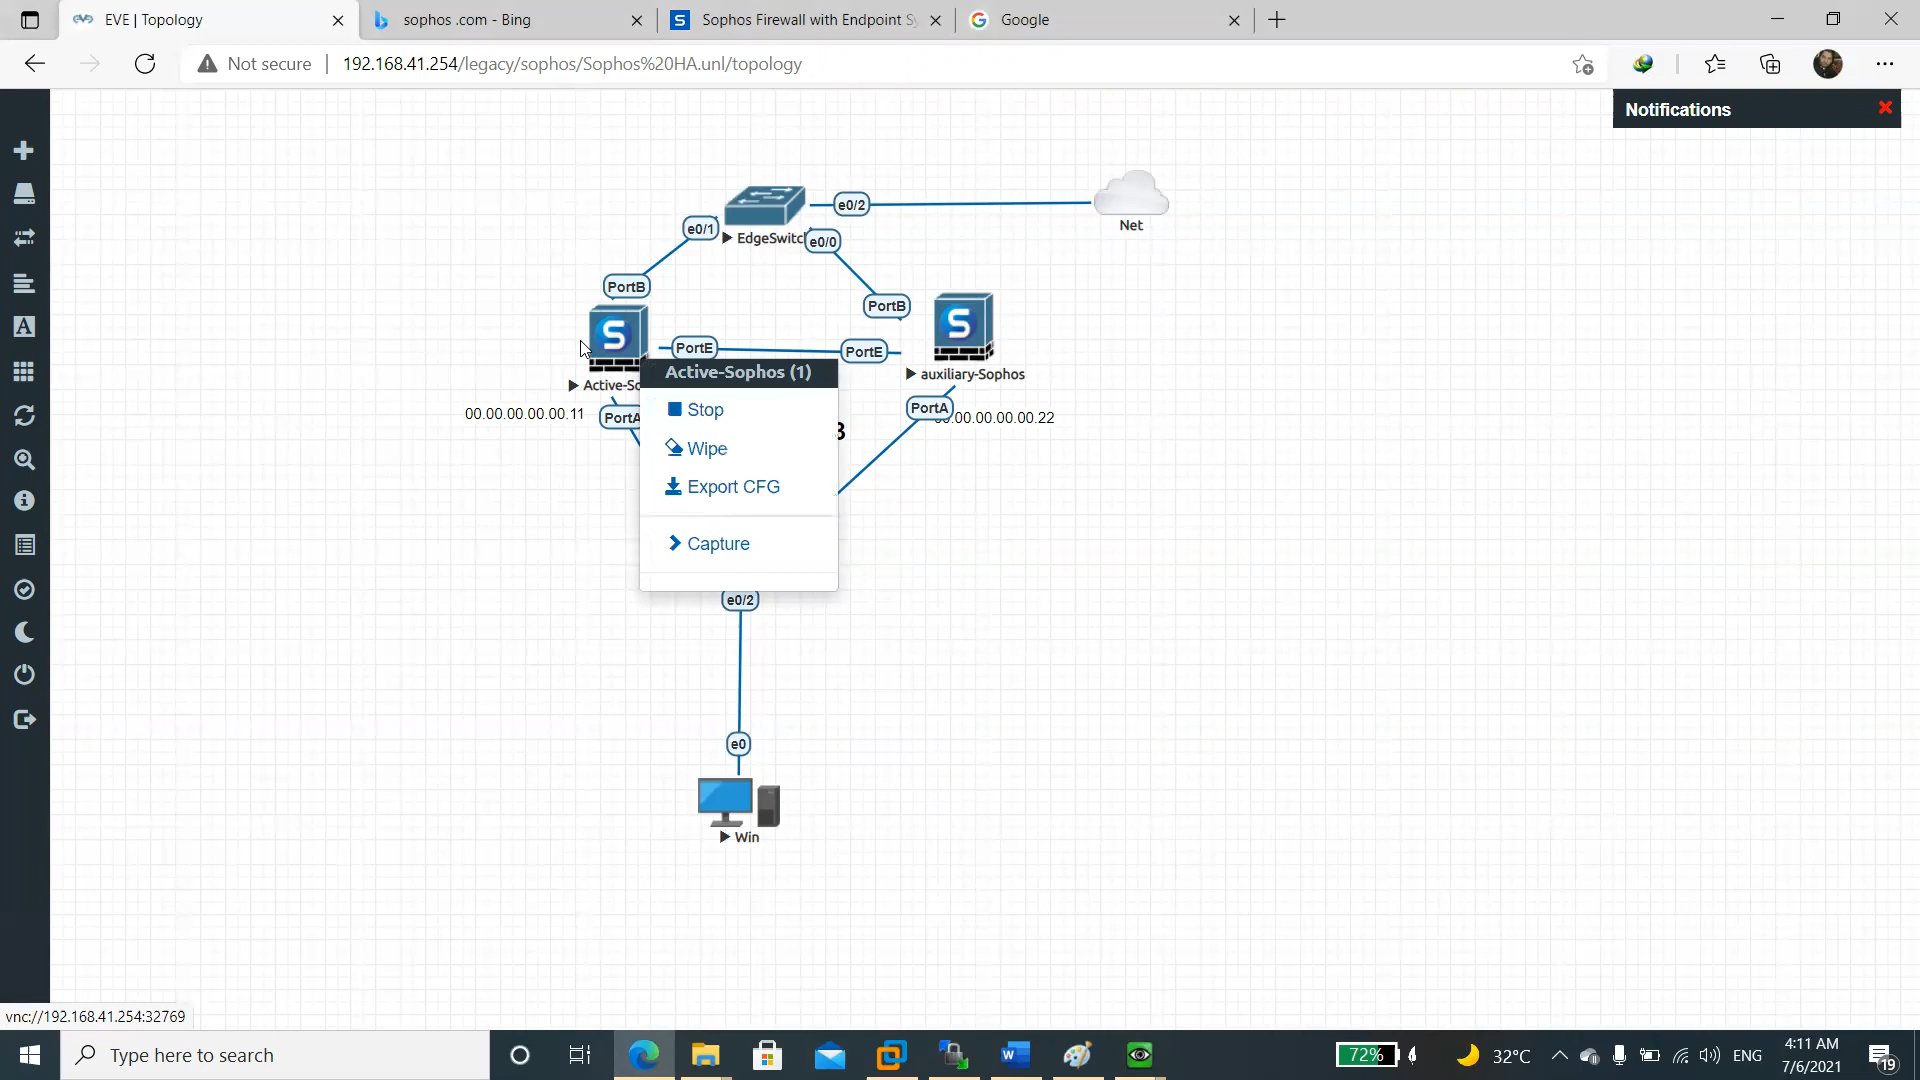 EVE | Topology
sophos .com - Bing
Sophos Firewall with Endpoint Sy
Google
Not secure
192.168.41.254/legacy/sophos/Sophos%20HA.unl/topology
Notifications
e0/2
Net
e0/1
EdgeSwitc
e0/0
PortB
PortB
S
S
PortE
PortE
Active-Sophos (1)
Active-So
auxiliary-Sophos
00.00.00.00.00.11
PortA
PortA
00.00.00.00.22
Stop
Wipe
Export CFG
Capture
e0/2
e0
Win
vnc://192.168.41.254:32769
Type here to search
72%
32°C
ENG
4:11 AM
7/6/2021
19